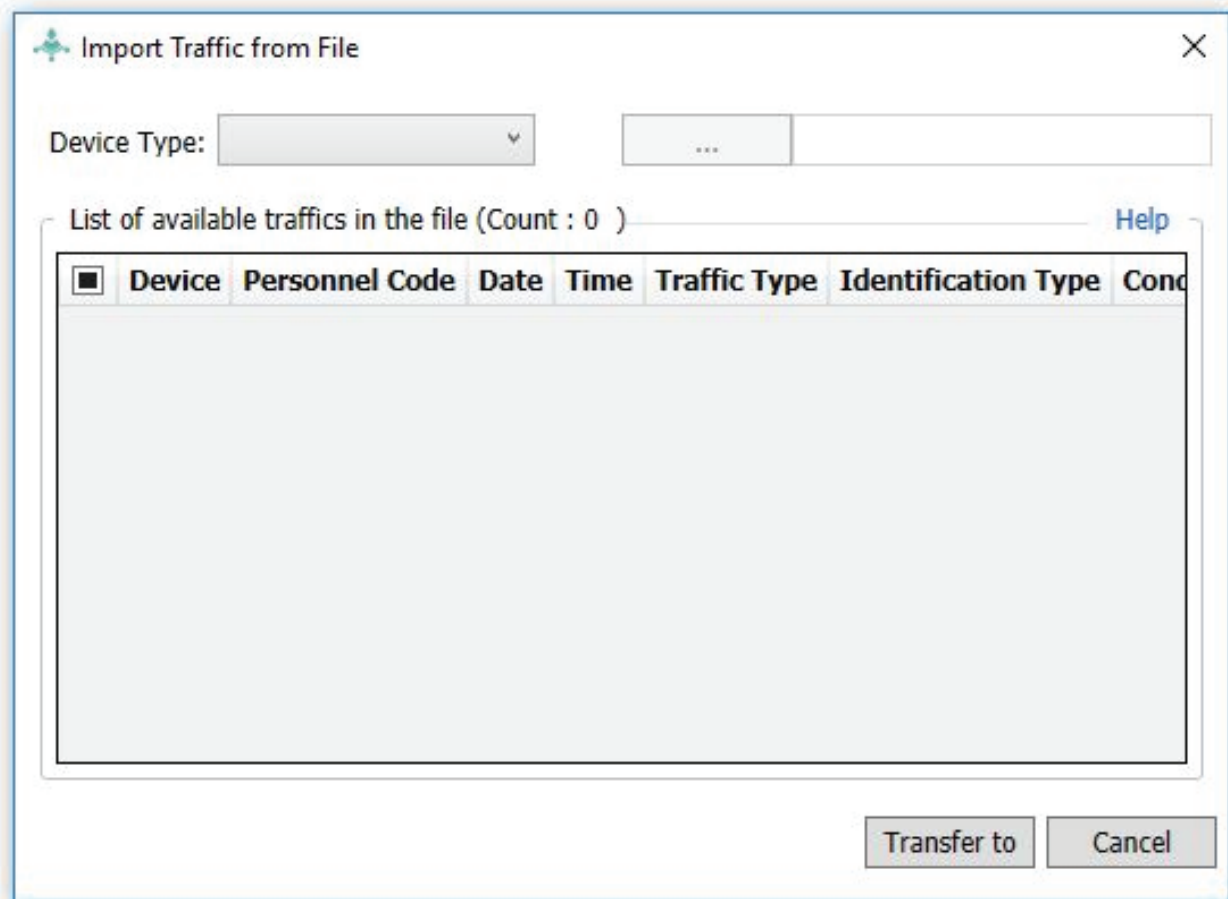 Import Traffic from File
Device Type: ...
List of available traffics in the file (Count : 0 ) Help
Device Personnel Code Date Time Traffic Type Identification Type
Transfer to Cancel